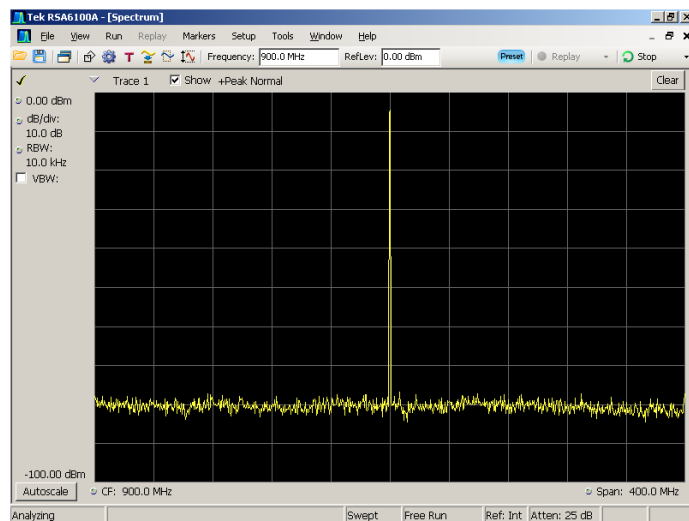 Tek RSA6100A - [Spectrum]
File View Run Replay Markers Setup Tools Window Help
Frequency: 900.0 MHz RefLev: 0.00 dBm Preset Replay Stop
Trace 1 Show +Peak Normal Clear
0.00 dBm
dB/div:
10.0 dB
RBW:
10.0 kHz
VBW:
-100.00 dBm
Autoscale CF: 900.0 MHz Span: 400.0 MHz
Analyzing Swept Free Run Ref: Int Atten: 25 dB